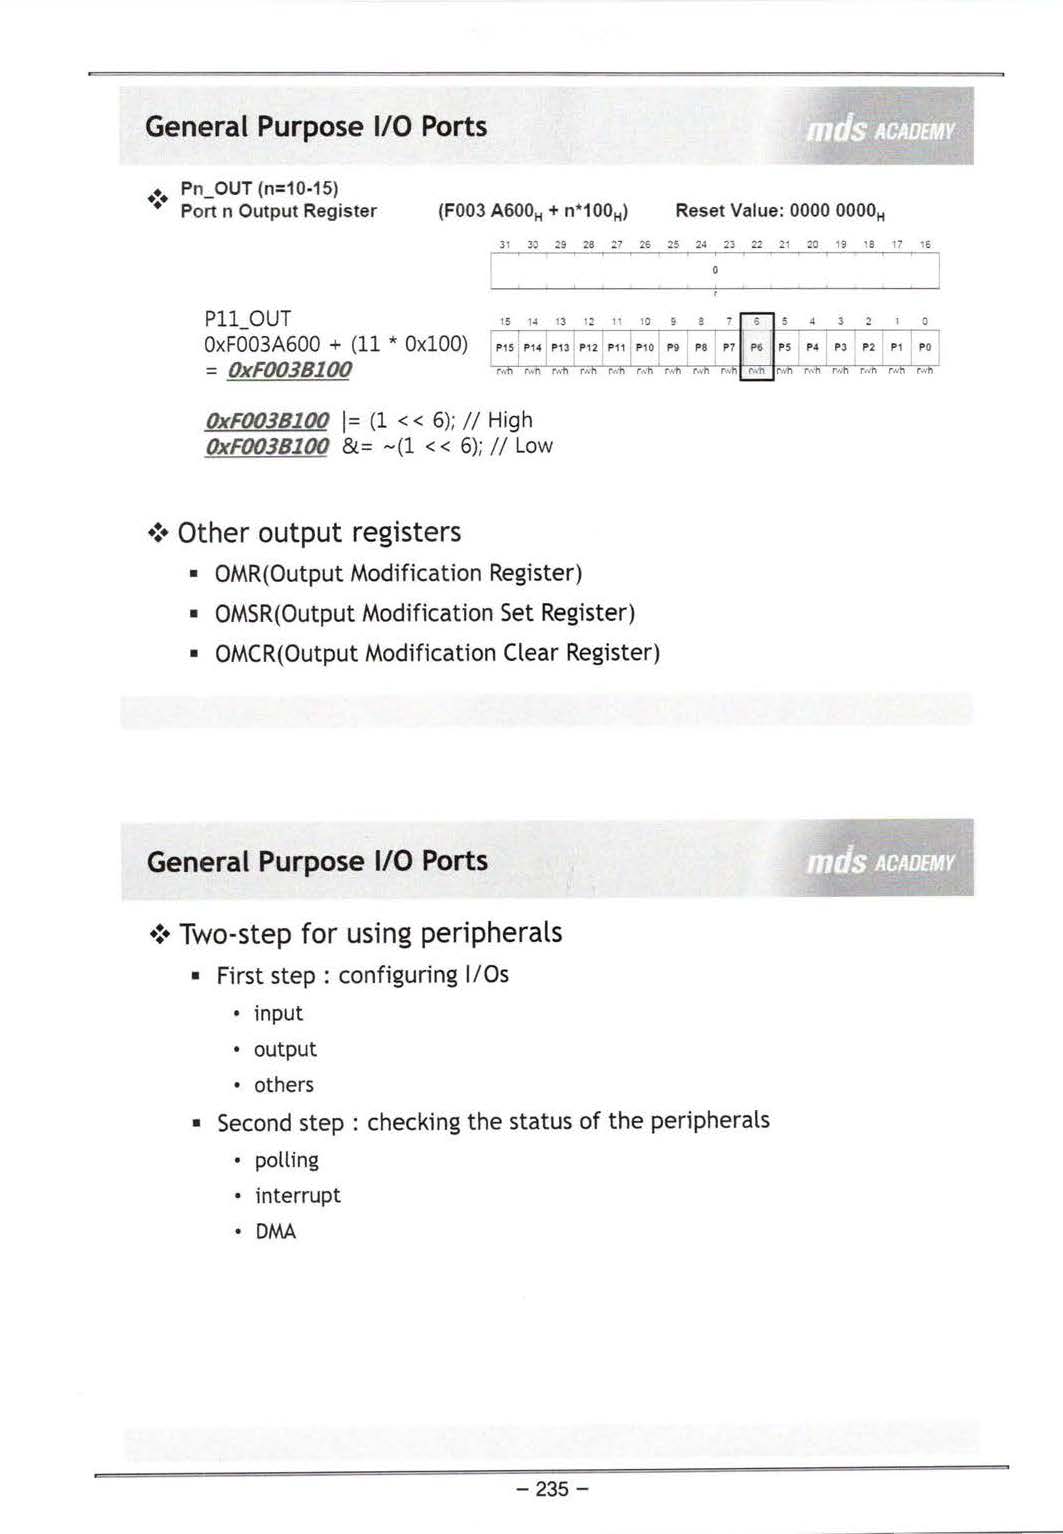 General Purpose I/O Ports
mds ACADEMY
Pn_OUT (n=10-15)
Port n Output Register (F003 A600H + n*100H) Reset Value: 0000 0000H
31 30 29 28 27 26 25 24 23 22 21 20 19 18 17 16
0
r
P11_OUT
15 14 13 12 11 10 9 8 7 6 5 4 3 2 1 0
0xF003A600 + (11 * 0x100)
P15 P14 P13 P12 P11 P10 P9 P8 P7 P6 P5 P4 P3 P2 P1 P0
= 0xF003B100
rwh rwh rwh rwh rwh rwh rwh rwh rwh rwh rwh rwh rwh rwh rwh rwh
0xF003B100 |= (1 << 6); // High
0xF003B100 &= ~(1 << 6); // Low
❖ Other output registers
▪ OMR(Output Modification Register)
▪ OMSR(Output Modification Set Register)
▪ OMCR(Output Modification Clear Register)
General Purpose I/O Ports
mds ACADEMY
❖ Two-step for using peripherals
▪ First step : configuring I/Os
• input
• output
• others
▪ Second step : checking the status of the peripherals
• polling
• interrupt
• DMA
- 235 -